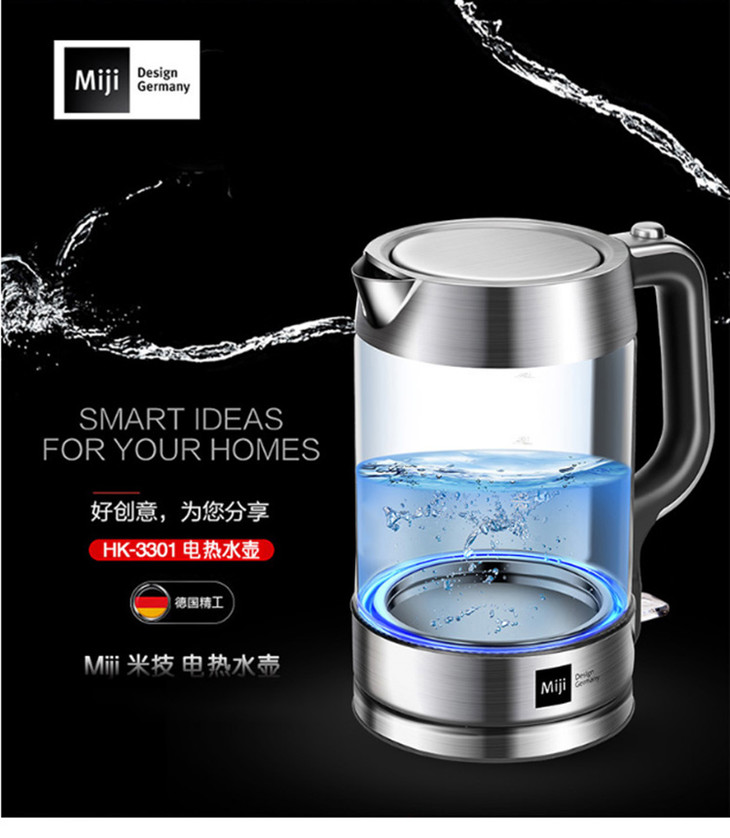 Miji
Design
Germany
SMART IDEAS
FOR YOUR HOMES
好创意，为您分享
HK-3301 电热水壶
德国精工
Miji 米技 电热水壶
Miji
Design
Germany